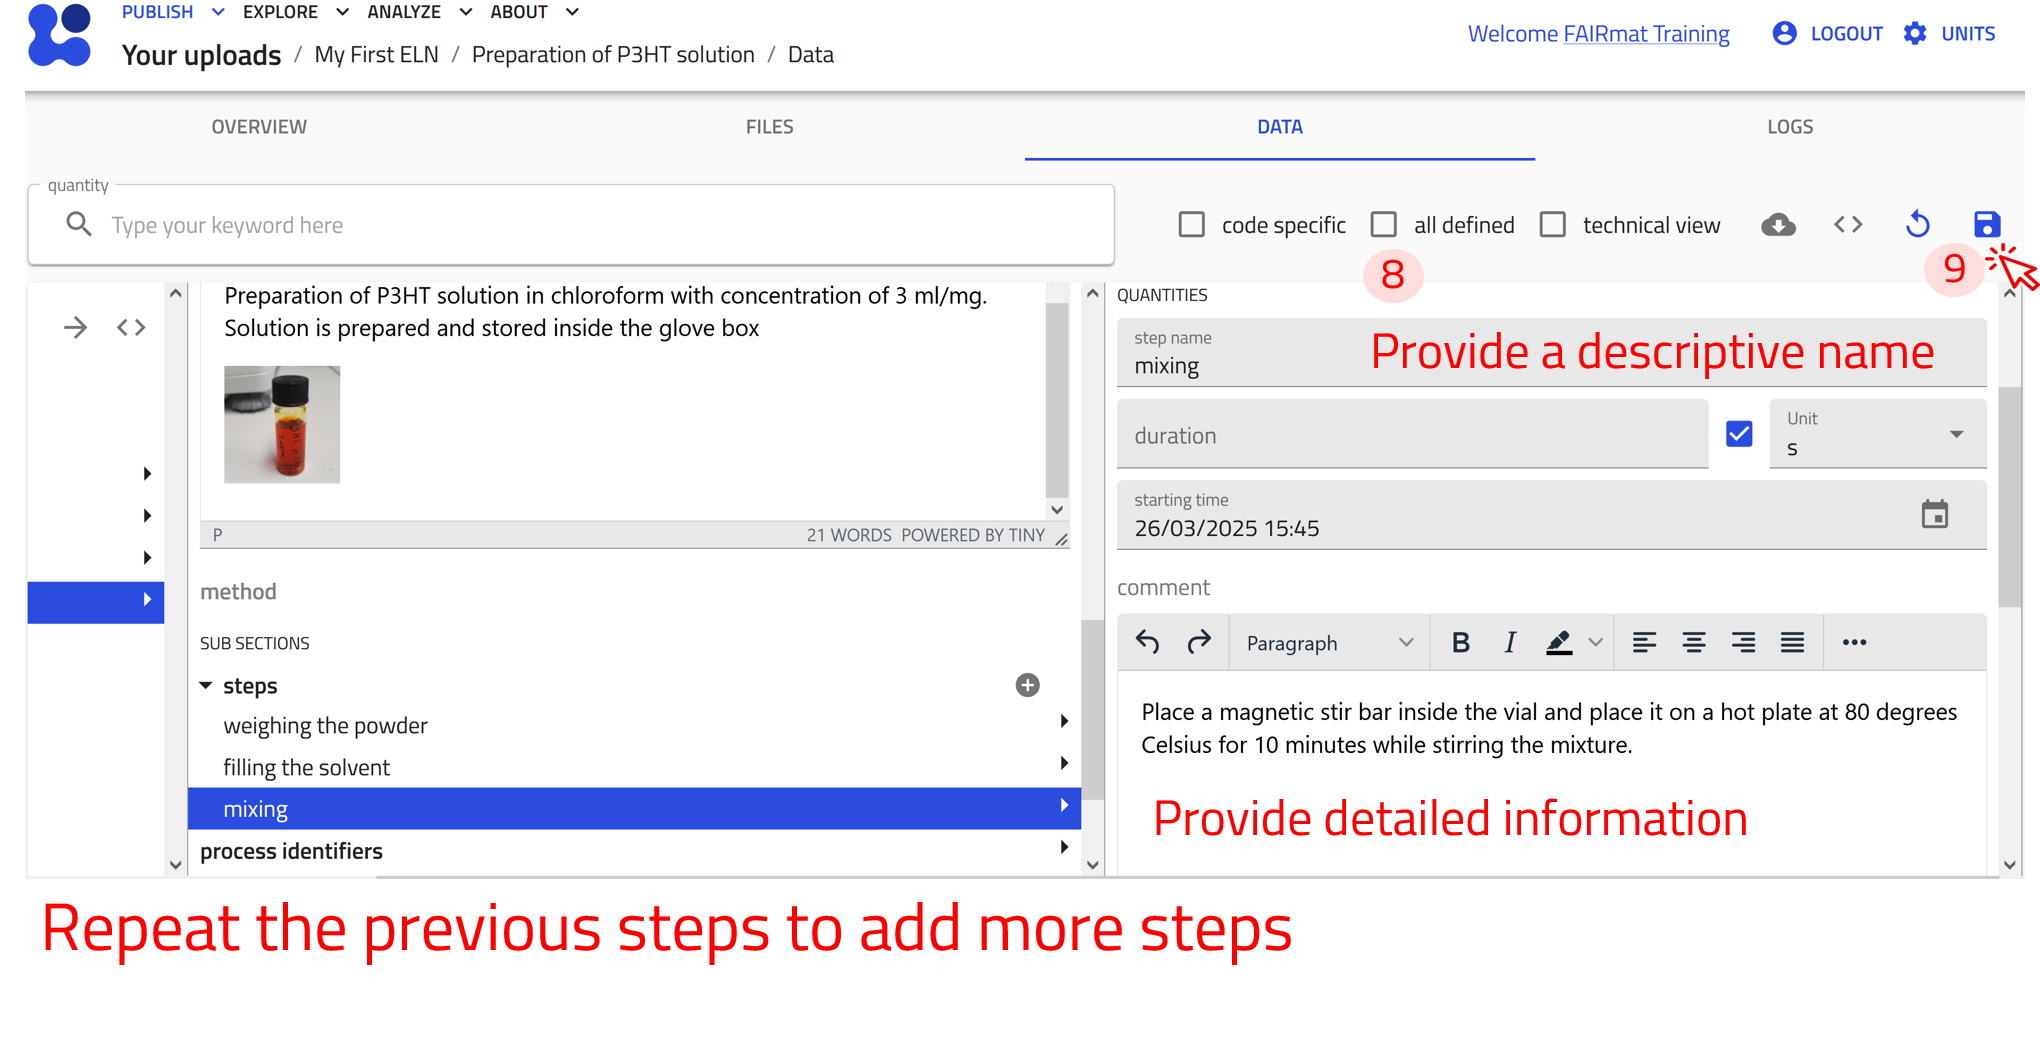 PUBLISH EXPLORE ANALYZE ABOUT
Your uploads / My First ELN / Preparation of P3HT solution / Data
Welcome FAIRmat Training LOGOUT UNITS
OVERVIEW FILES DATA LOGS
quantity
Type your keyword here
code specific all defined technical view
8
9
Preparation of P3HT solution in chloroform with concentration of 3 ml/mg.
Solution is prepared and stored inside the glove box
P 21 WORDS POWERED BY TINY
method
SUB SECTIONS
steps
weighing the powder
filling the solvent
mixing
process identifiers
QUANTITIES
step name
mixing
Provide a descriptive name
duration
Unit
s
starting time
26/03/2025 15:45
comment
Paragraph B I
Place a magnetic stir bar inside the vial and place it on a hot plate at 80 degrees
Celsius for 10 minutes while stirring the mixture.
Provide detailed information
Repeat the previous steps to add more steps